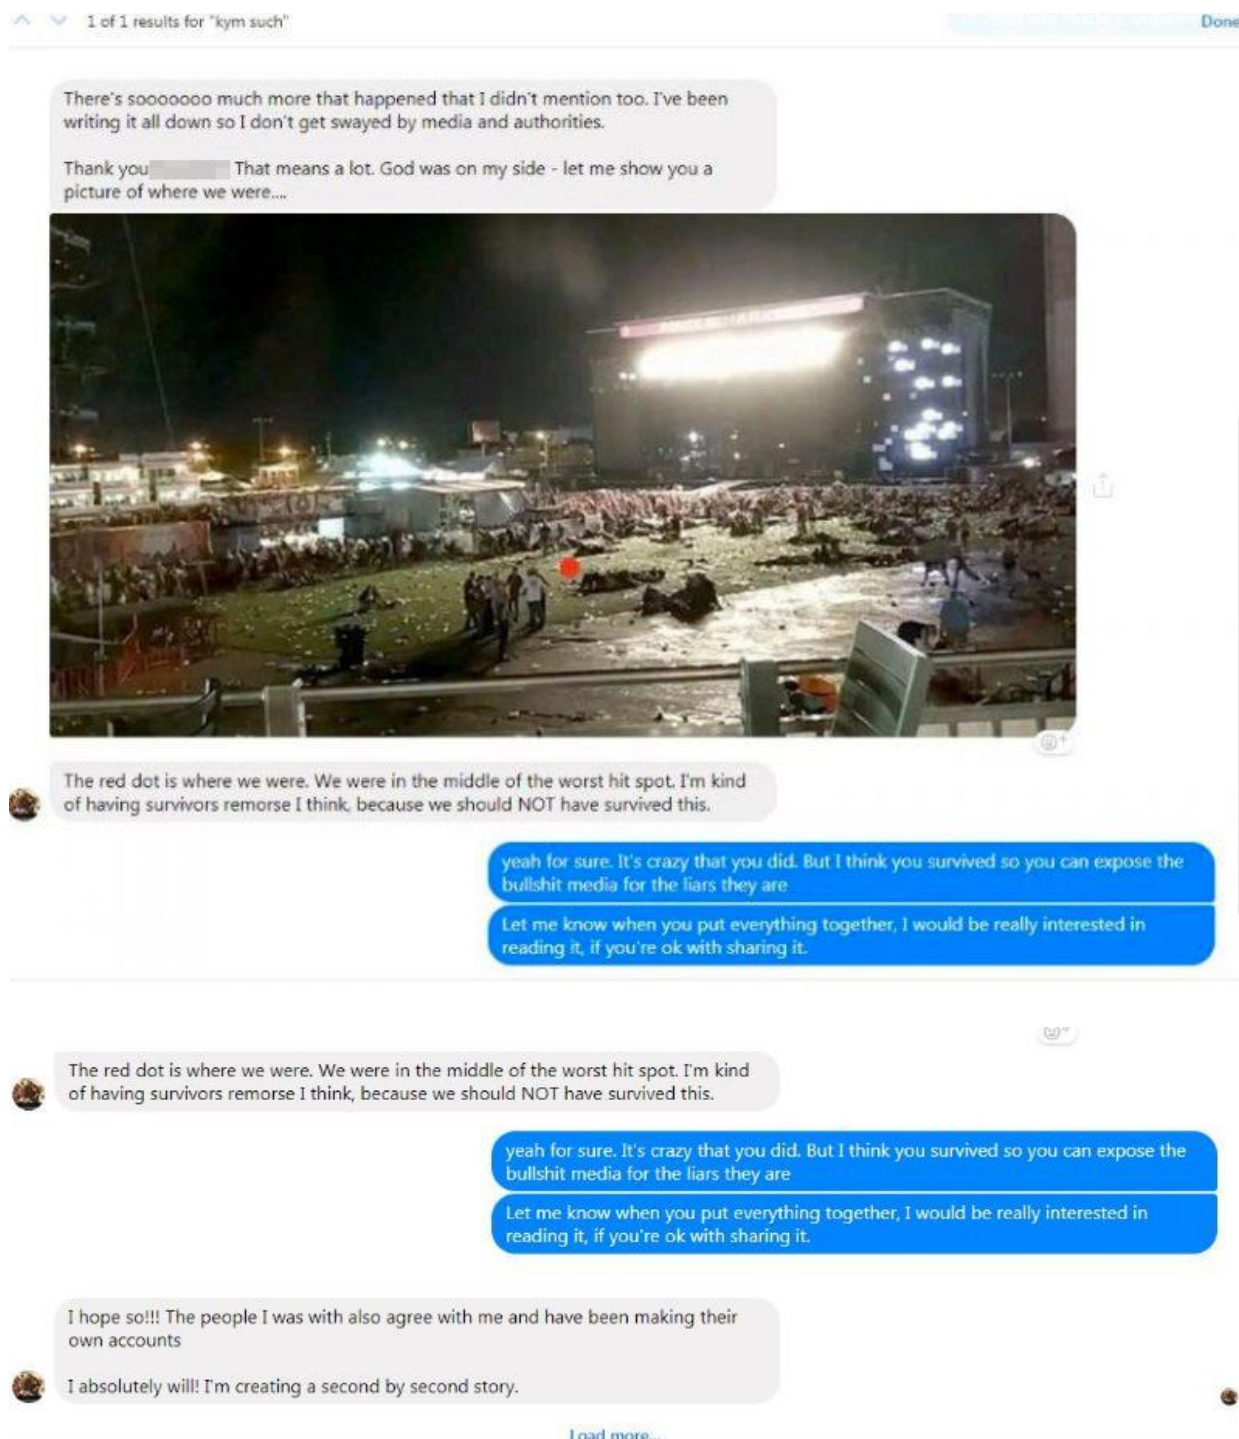 1 of 1 results for "kym such"
Done
There's sooooooo much more that happened that I didn't mention too. I've been
writing it all down so I don't get swayed by media and authorities.
Thank you That means a lot. God was on my side - let me show you a
picture of where we were....
The red dot is where we were. We were in the middle of the worst hit spot. I'm kind
of having survivors remorse I think, because we should NOT have survived this.
yeah for sure. It's crazy that you did. But I think you survived so you can expose the
bullshit media for the liars they are
Let me know when you put everything together, I would be really interested in
reading it, if you're ok with sharing it.
The red dot is where we were. We were in the middle of the worst hit spot. I'm kind
of having survivors remorse I think, because we should NOT have survived this.
yeah for sure. It's crazy that you did. But I think you survived so you can expose the
bullshit media for the liars they are
Let me know when you put everything together, I would be really interested in
reading it, if you're ok with sharing it.
I hope so!!! The people I was with also agree with me and have been making their
own accounts
I absolutely will! I'm creating a second by second story.
Load more...